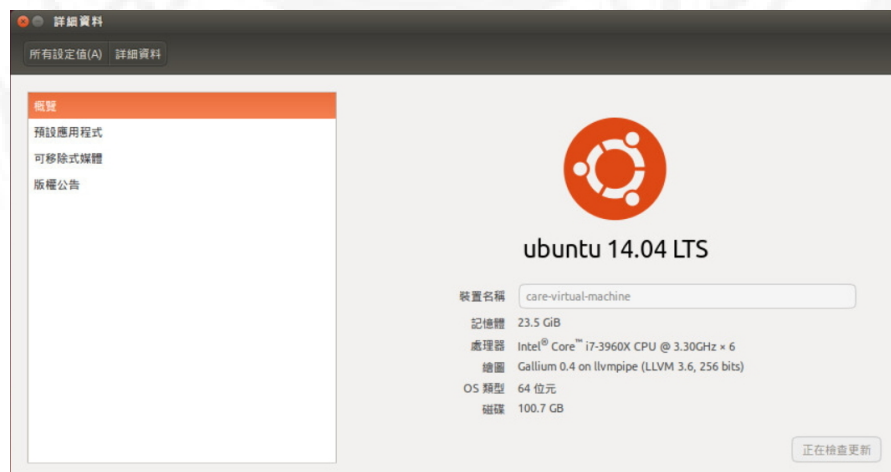 詳細資料
所有設定值(A) 詳細資料
概覽
預設應用程式
可移除式媒體
版權公告
ubuntu 14.04 LTS
裝置名稱 care-virtual-machine
記憶體 23.5 GiB
處理器 Intel® Core™ i7-3960X CPU @ 3.30GHz × 6
繪圖 Gallium 0.4 on llvmpipe (LLVM 3.6, 256 bits)
OS 類型 64 位元
磁碟 100.7 GB
正在檢查更新